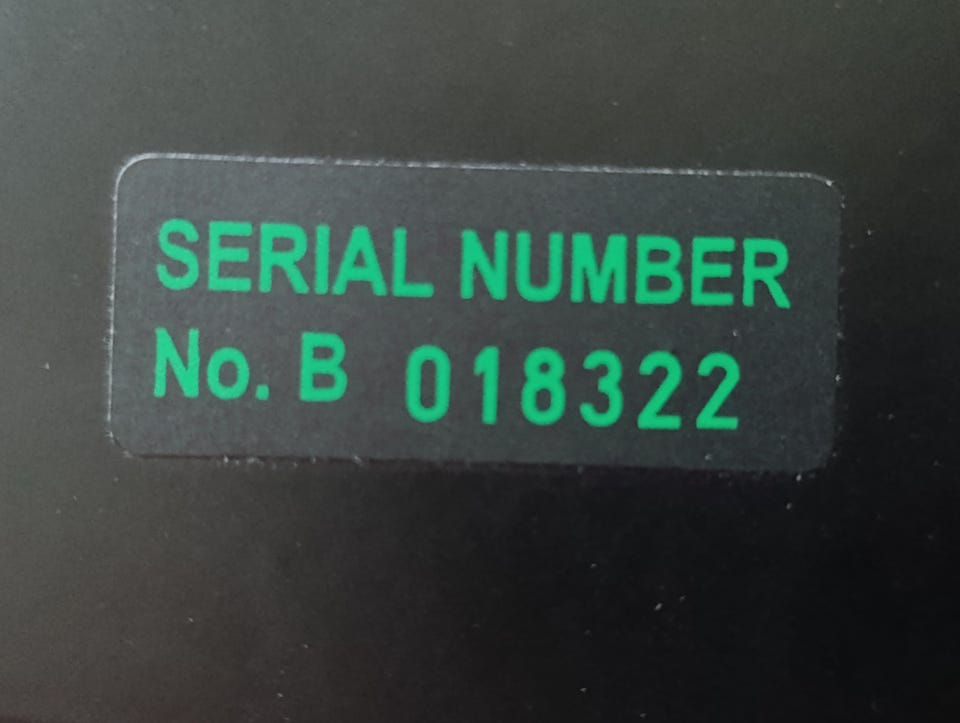 SERIAL NUMBER
No. B 018322